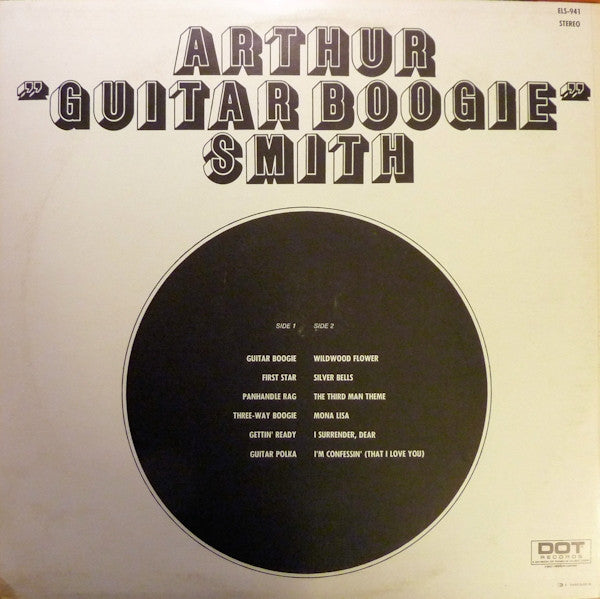 ELS-941
STEREO
ARTHUR
"GUITAR BOOGIE"
SMITH
SIDE 1 SIDE 2
GUITAR BOOGIE WILDWOOD FLOWER
FIRST STAR SILVER BELLS
PANHANDLE RAG THE THIRD MAN THEME
THREE-WAY BOOGIE MONA LISA
GETTIN' READY I SURRENDER, DEAR
GUITAR POLKA I'M CONFESSIN' (THAT I LOVE YOU)
DOT
RECORDS